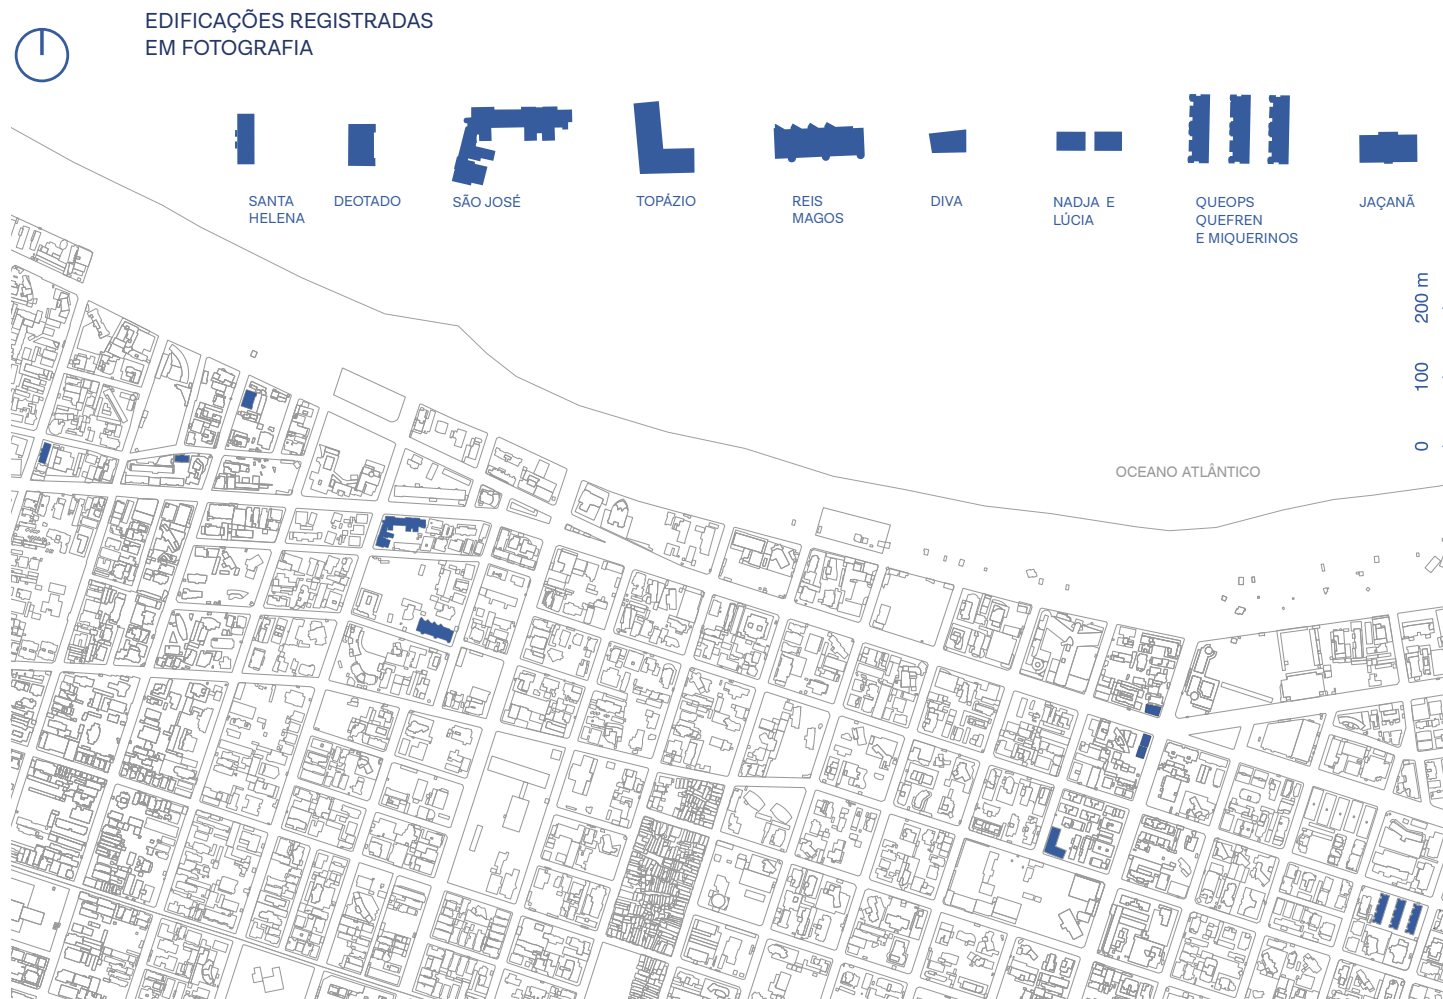 EDIFICAÇÕES REGISTRADAS
EM FOTOGRAFIA
SANTA
HELENA
DEOTADO
SÃO JOSÉ
TOPÁZIO
REIS
MAGOS
DIVA
NADJA E
LÚCIA
QUEOPS
QUEFREN
E MIQUERINOS
JAÇANÃ
200 m
100
0
OCEANO ATLÂNTICO